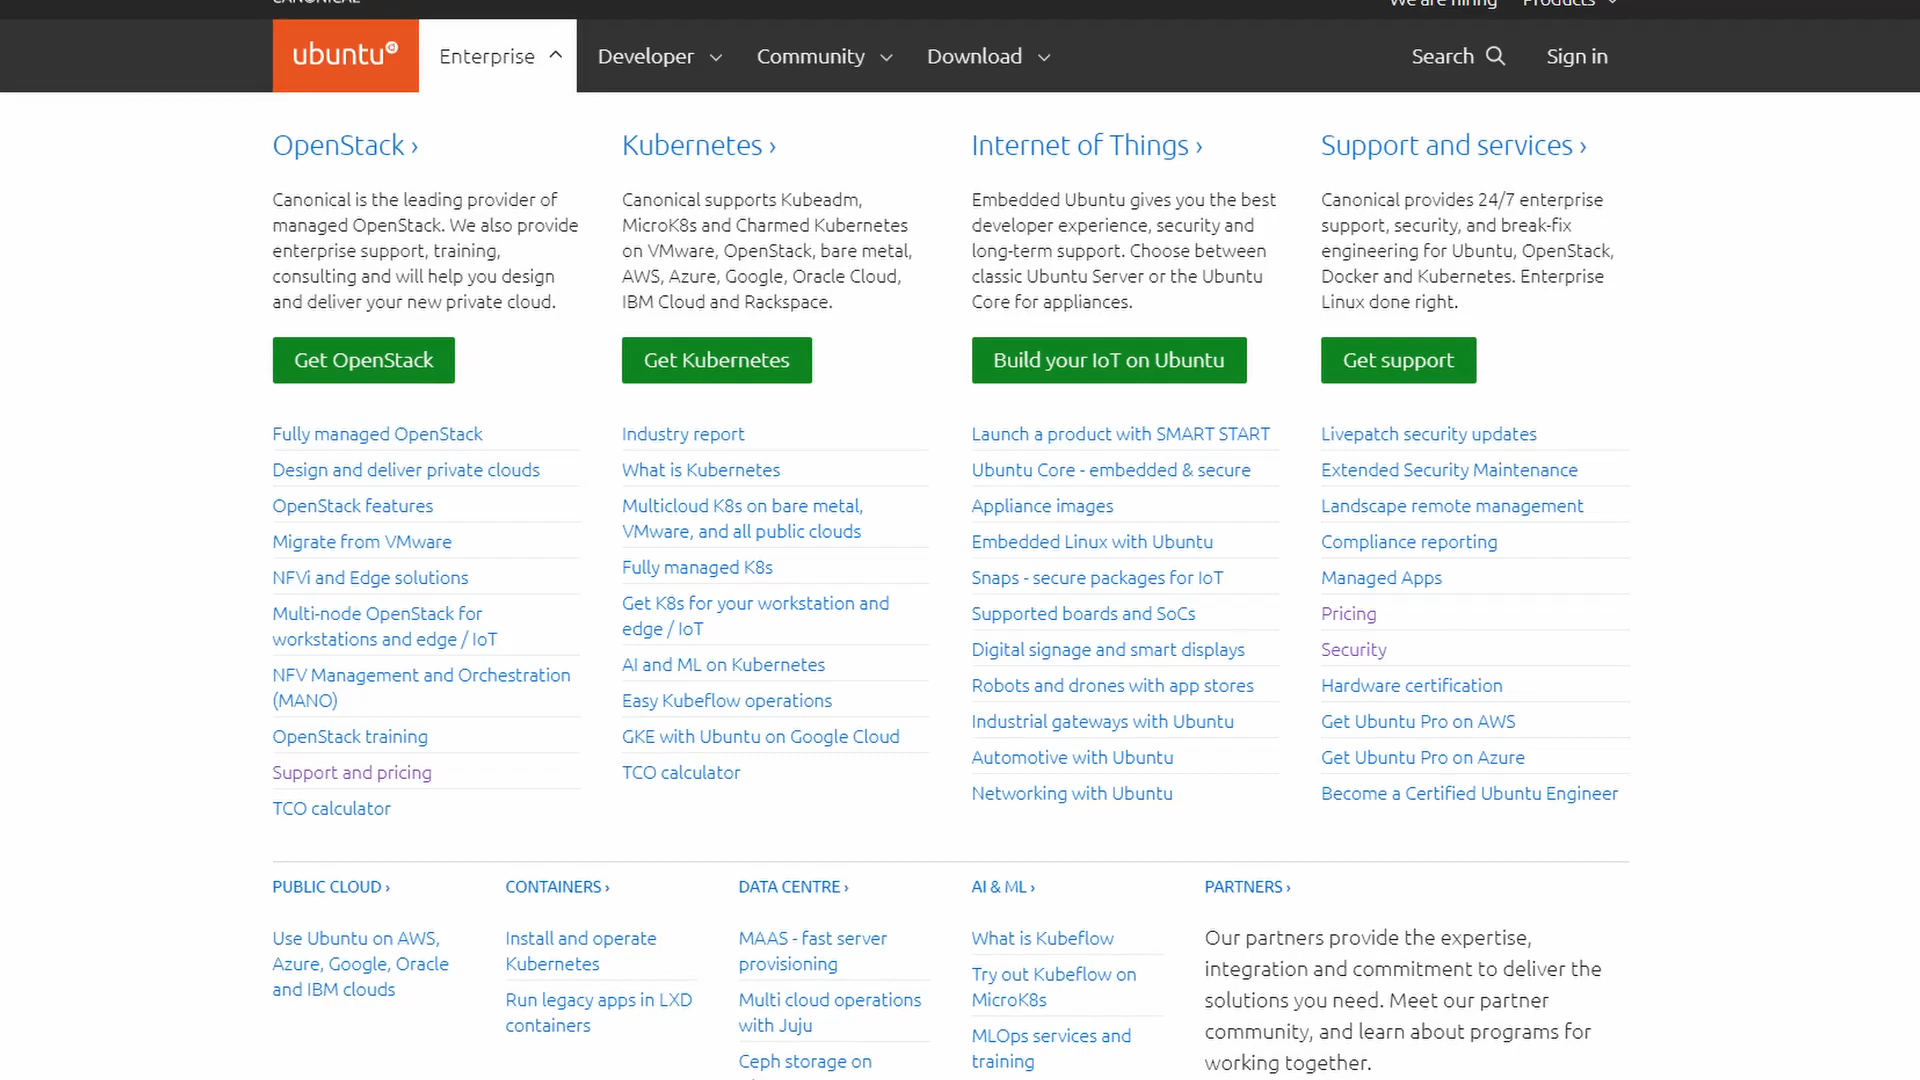 CANONICAL
We are hiring
Products
ubuntu
Enterprise
Developer
Community
Download
Search
Sign in
OpenStack ›
Canonical is the leading provider of
managed OpenStack. We also provide
enterprise support, training,
consulting and will help you design
and deliver your new private cloud.
Get OpenStack
Fully managed OpenStack
Design and deliver private clouds
OpenStack features
Migrate from VMware
NFVi and Edge solutions
Multi-node OpenStack for
workstations and edge / IoT
NFV Management and Orchestration
(MANO)
OpenStack training
Support and pricing
TCO calculator
Kubernetes ›
Canonical supports Kubeadm,
MicroK8s and Charmed Kubernetes
on VMware, OpenStack, bare metal,
AWS, Azure, Google, Oracle Cloud,
IBM Cloud and Rackspace.
Get Kubernetes
Industry report
What is Kubernetes
Multicloud K8s on bare metal,
VMware, and all public clouds
Fully managed K8s
Get K8s for your workstation and
edge / IoT
AI and ML on Kubernetes
Easy Kubeflow operations
GKE with Ubuntu on Google Cloud
TCO calculator
Internet of Things ›
Embedded Ubuntu gives you the best
developer experience, security and
long-term support. Choose between
classic Ubuntu Server or the Ubuntu
Core for appliances.
Build your IoT on Ubuntu
Launch a product with SMART START
Ubuntu Core - embedded & secure
Appliance images
Embedded Linux with Ubuntu
Snaps - secure packages for IoT
Supported boards and SoCs
Digital signage and smart displays
Robots and drones with app stores
Industrial gateways with Ubuntu
Automotive with Ubuntu
Networking with Ubuntu
Support and services ›
Canonical provides 24/7 enterprise
support, security, and break-fix
engineering for Ubuntu, OpenStack,
Docker and Kubernetes. Enterprise
Linux done right.
Get support
Livepatch security updates
Extended Security Maintenance
Landscape remote management
Compliance reporting
Managed Apps
Pricing
Security
Hardware certification
Get Ubuntu Pro on AWS
Get Ubuntu Pro on Azure
Become a Certified Ubuntu Engineer
PUBLIC CLOUD ›
Use Ubuntu on AWS,
Azure, Google, Oracle
and IBM clouds
CONTAINERS ›
Install and operate
Kubernetes
Run legacy apps in LXD
containers
DATA CENTRE ›
MAAS - fast server
provisioning
Multi cloud operations
with Juju
Ceph storage on
AI & ML ›
What is Kubeflow
Try out Kubeflow on
MicroK8s
MLOps services and
training
PARTNERS ›
Our partners provide the expertise,
integration and commitment to deliver the
solutions you need. Meet our partner
community, and learn about programs for
working together.